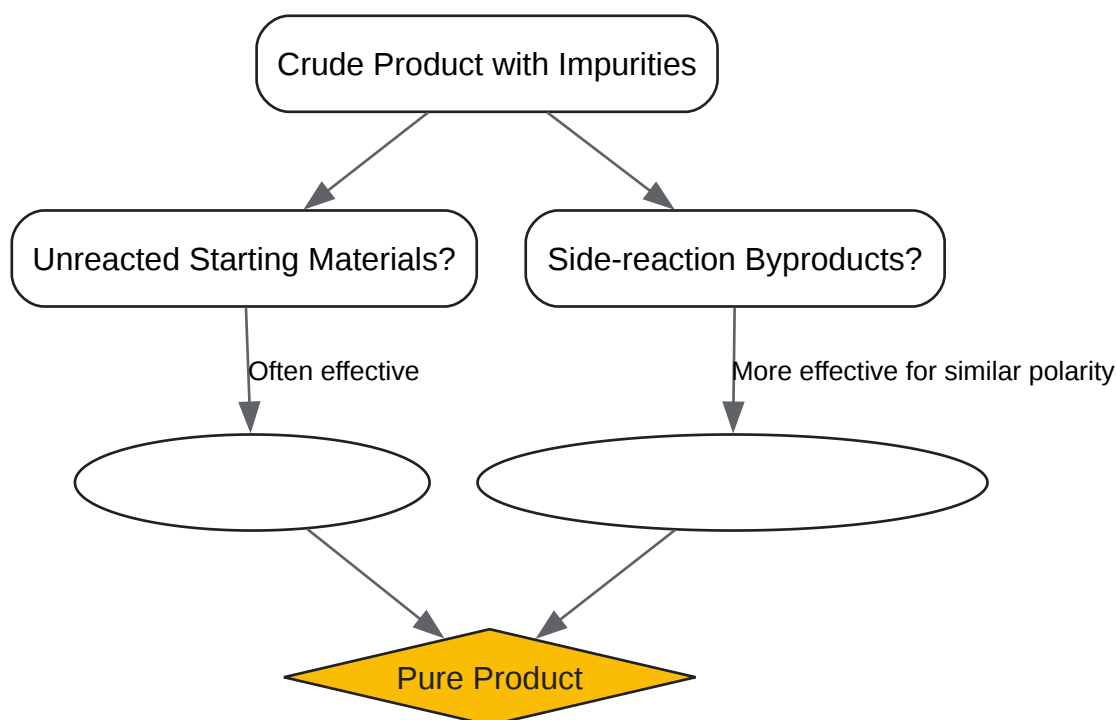 Crude Product with Impurities
Unreacted Starting Materials?
Side-reaction Byproducts?
Often effective
More effective for similar polarity
Pure Product